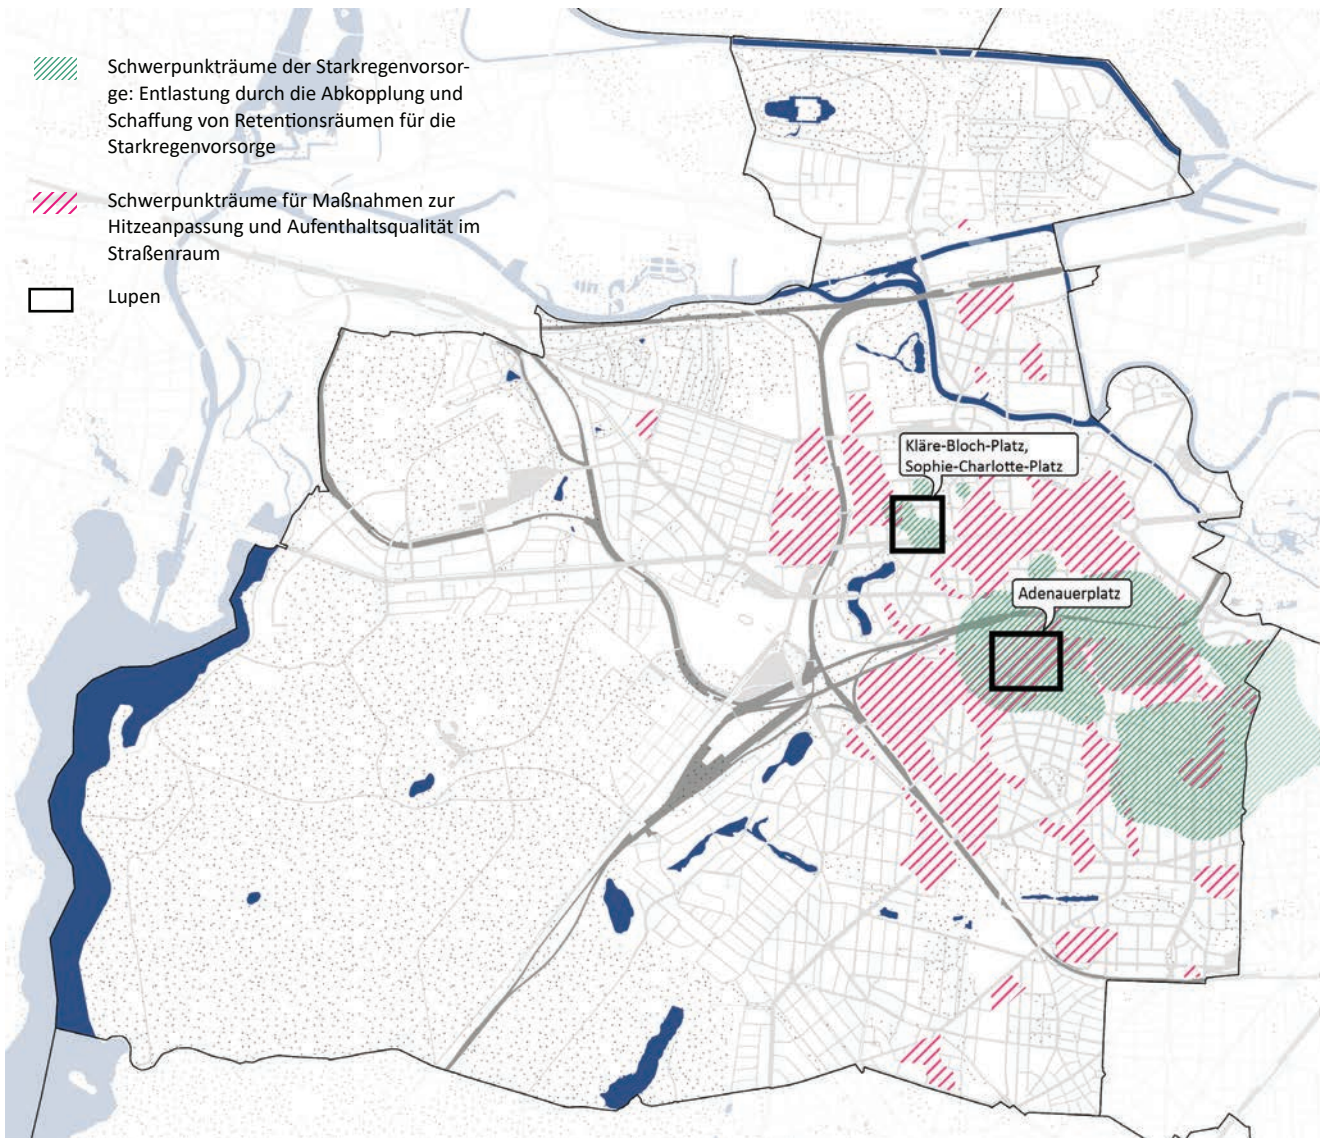 Schwerpunkträume der Starkregenvorsor-
ge: Entlastung durch die Abkopplung und
Schaffung von Retentionsräumen für die
Starkregenvorsorge
Schwerpunkträume für Maßnahmen zur
Hitzeanpassung und Aufenthaltsqualität im
Straßenraum
Lupen
Kläre-Bloch-Platz,
Sophie-Charlotte-Platz
Adenauerplatz